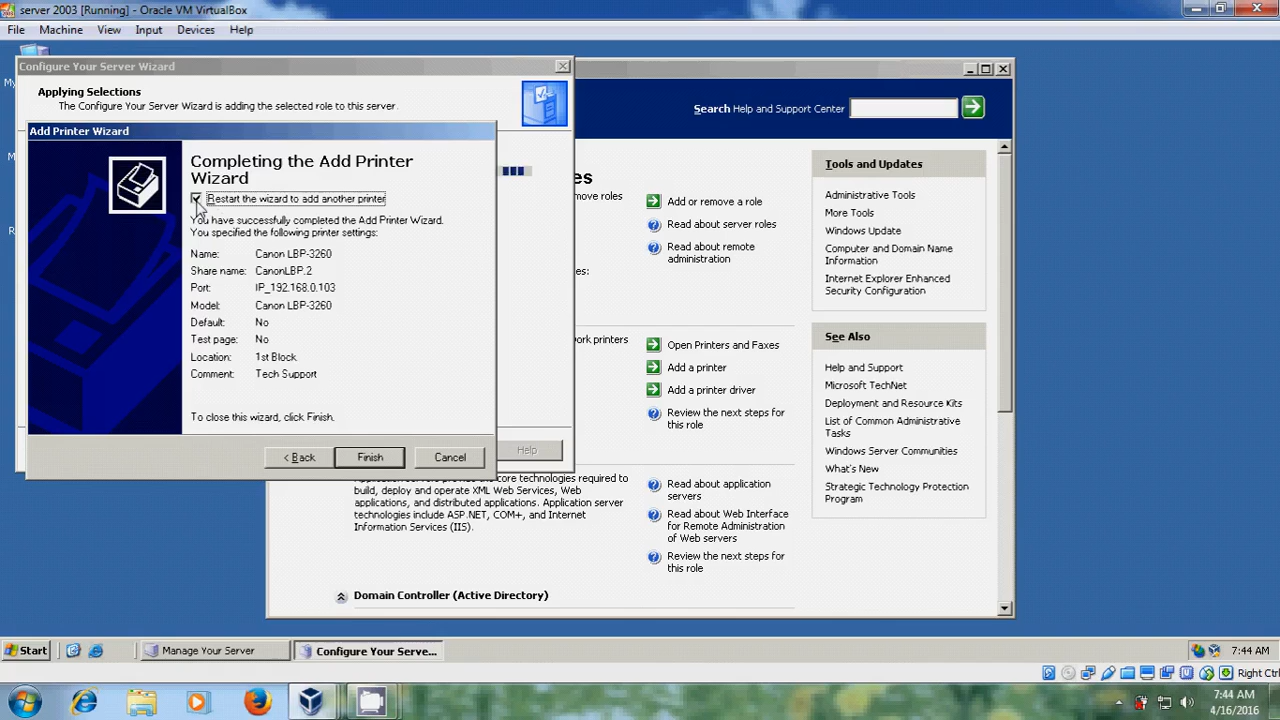 server 2003 [Running] - Oracle VM VirtualBox
File Machine View Input Devices Help
Configure Your Server Wizard
Applying Selections
The Configure Your Server Wizard is adding the selected role to this server.
Add Printer Wizard
Completing the Add Printer
Wizard
Restart the wizard to add another printer
You have successfully completed the Add Printer Wizard.
You specified the following printer settings:
Name: Canon LBP-3260
Share name: CanonLBP.2
Port: IP_192.168.0.103
Model: Canon LBP-3260
Default: No
Test page: No
Location: 1st Block
Comment: Tech Support
To close this wizard, click Finish.
< Back Finish Cancel
Help
Search Help and Support Center
es
move roles
es:
ork printers
Add or remove a role
Read about server roles
Read about remote
administration
Open Printers and Faxes
Add a printer
Add a printer driver
Review the next steps for
this role
core technologies required to
build, deploy and operate XML Web Services, Web
applications, and distributed applications. Application server
technologies include ASP.NET, COM+, and Internet
Information Services (IIS).
Read about application
servers
Read about Web Interface
for Remote Administration
of Web servers
Review the next steps for
this role
Domain Controller (Active Directory)
Tools and Updates
Administrative Tools
More Tools
Windows Update
Computer and Domain Name
Information
Internet Explorer Enhanced
Security Configuration
See Also
Help and Support
Microsoft TechNet
Deployment and Resource Kits
List of Common Administrative
Tasks
Windows Server Communities
What's New
Strategic Technology Protection
Program
Start Manage Your Server Configure Your Serve... 7:44 AM
Right Ctrl
7:44 AM
4/16/2016